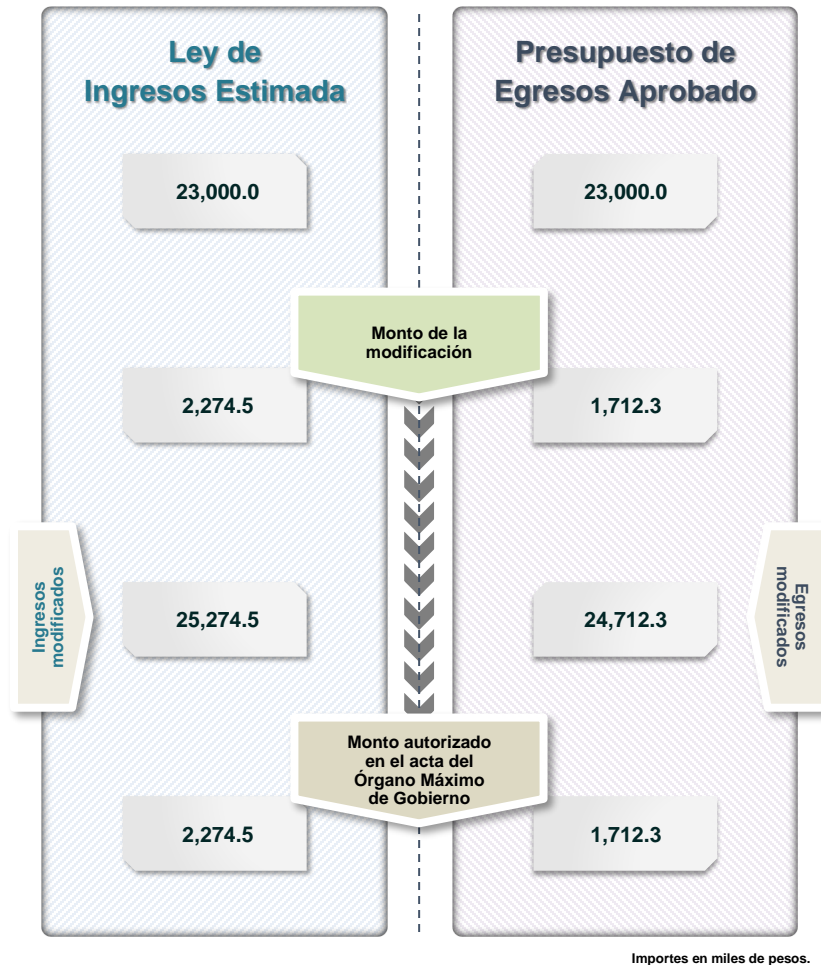 Ley de
Ingresos Estimada
Presupuesto de
Egresos Aprobado
23,000.0
23,000.0
Monto de la
modificación
2,274.5
1,712.3
Ingresos
modificados
25,274.5
24,712.3
Egresos
modificados
Monto autorizado
en el acta del
Órgano Máximo
de Gobierno
2,274.5
1,712.3
Importes en miles de pesos.